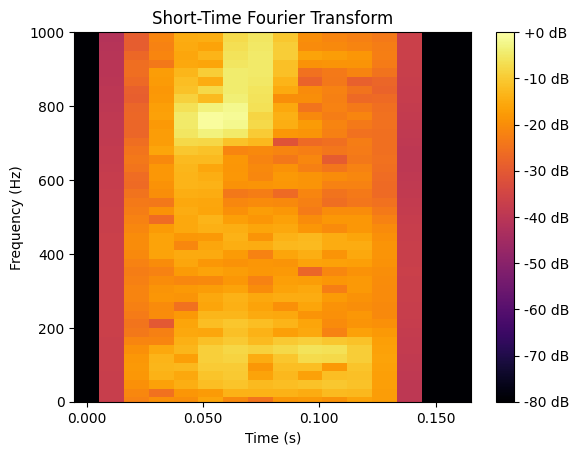 Short-Time Fourier Transform
1000
800
600
400
200
0
Frequency (Hz)
0.000
0.050
0.100
0.150
Time (s)
+0 dB
-10 dB
-20 dB
-30 dB
-40 dB
-50 dB
-60 dB
-70 dB
-80 dB